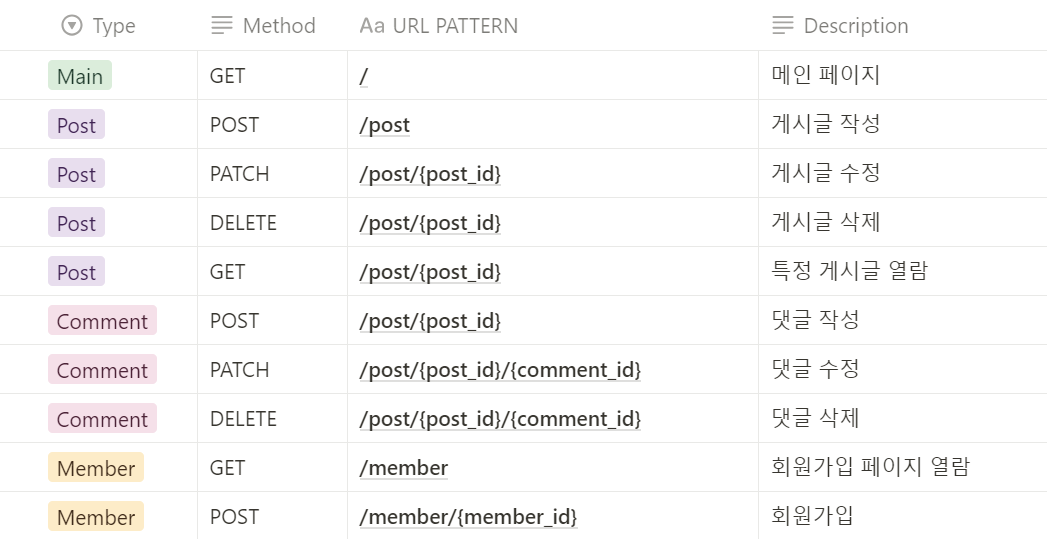 Type Method Aa URL PATTERN Description
Main GET / 메인 페이지
Post POST /post 게시글 작성
Post PATCH /post/{post_id} 게시글 수정
Post DELETE /post/{post_id} 게시글 삭제
Post GET /post/{post_id} 특정 게시글 열람
Comment POST /post/{post_id} 댓글 작성
Comment PATCH /post/{post_id}/{comment_id} 댓글 수정
Comment DELETE /post/{post_id}/{comment_id} 댓글 삭제
Member GET /member 회원가입 페이지 열람
Member POST /member/{member_id} 회원가입